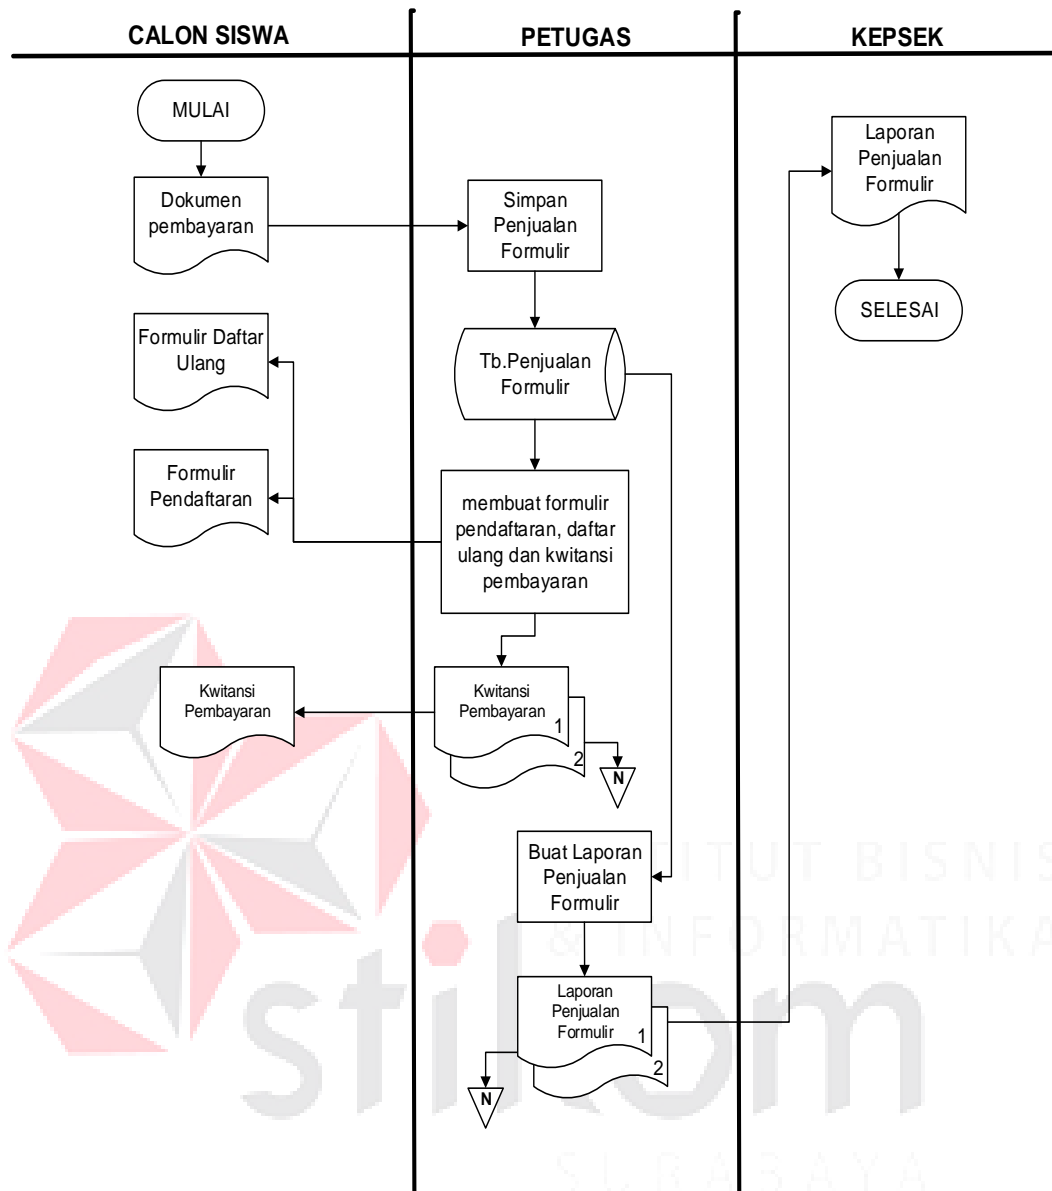 CALON SISWA
PETUGAS
KEPSEK
MULAI
Dokumen
pembayaran
Simpan
Penjualan
Formulir
Laporan
Penjualan
Formulir
SELESAI
Formulir Daftar
Ulang
Tb.Penjualan
Formulir
Formulir
Pendaftaran
membuat formulir
pendaftaran, daftar
ulang dan kwitansi
pembayaran
Kwitansi
Pembayaran
Kwitansi
Pembayaran
1
2
N
Buat Laporan
Penjualan
Formulir
Laporan
Penjualan
Formulir
1
2
N
TITUT BISNIS
& INFORMATIKA
stikom
SURABAYA